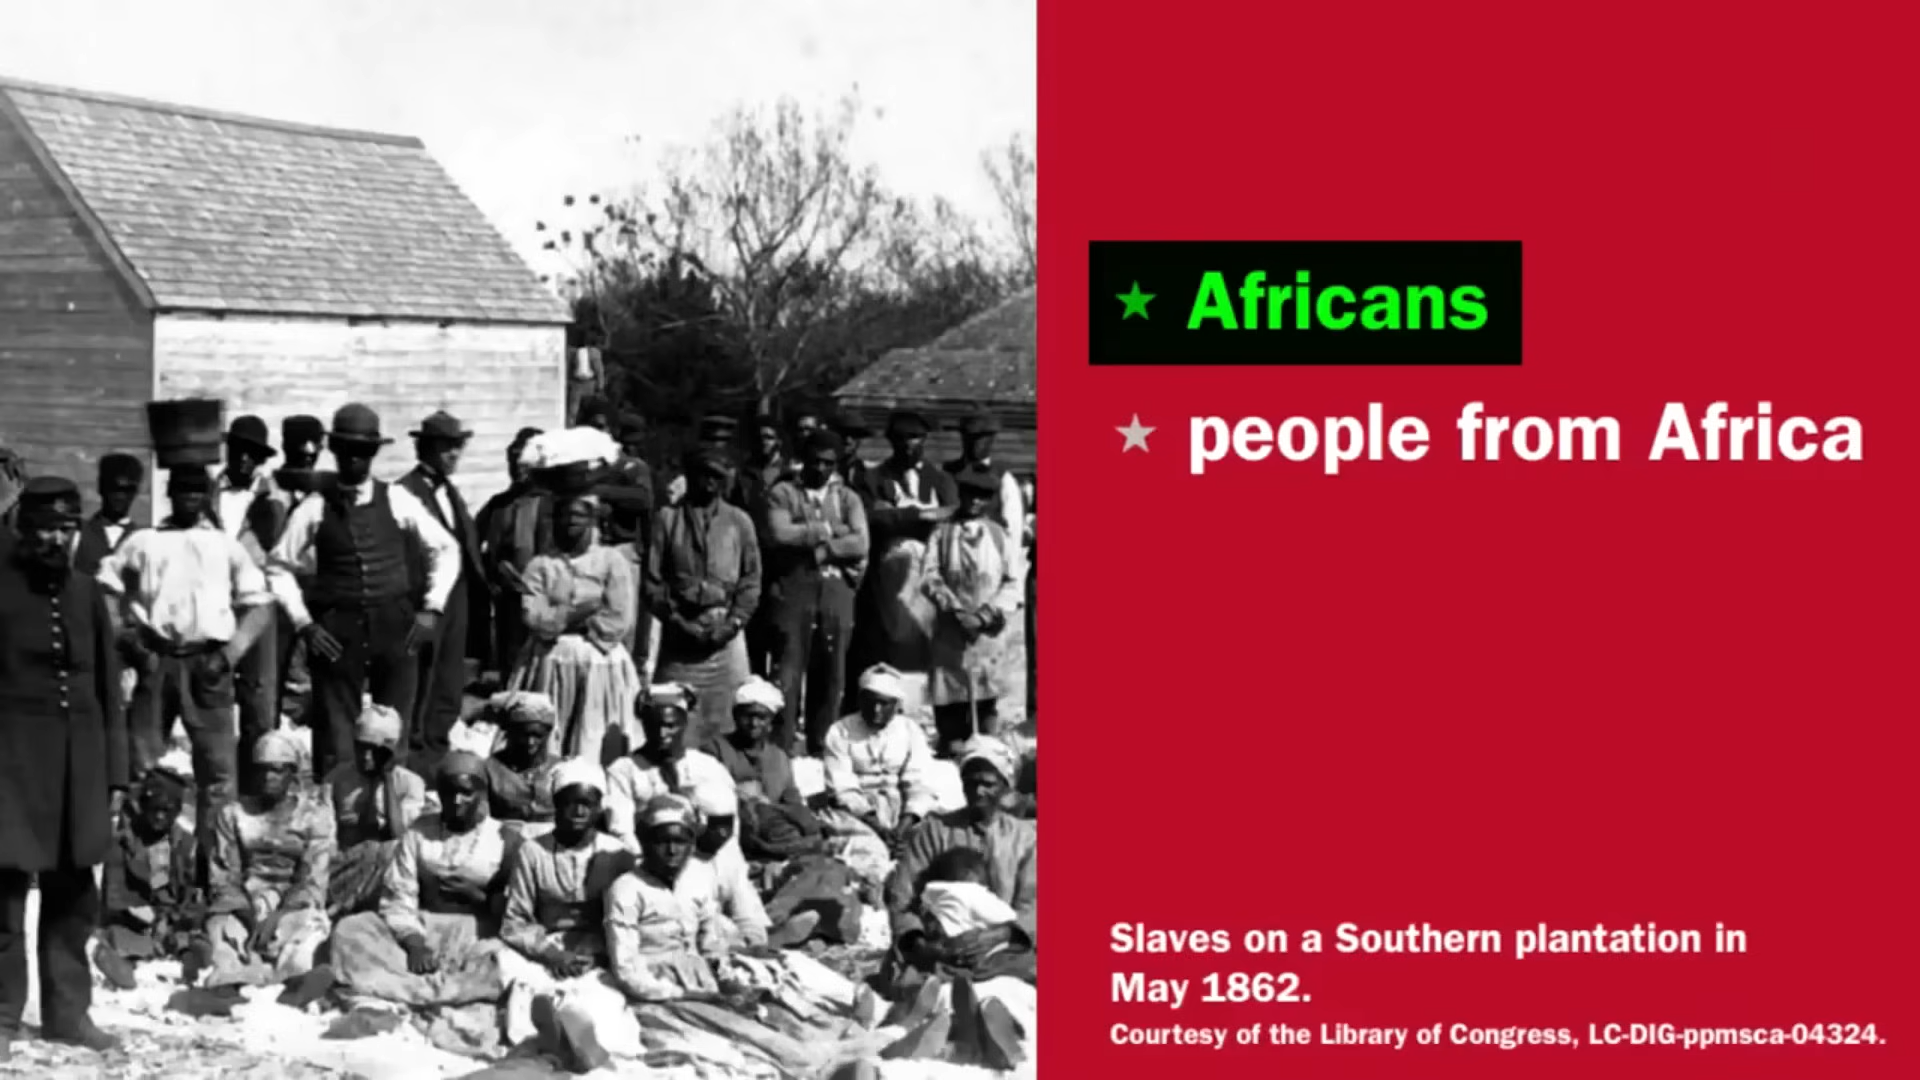 ★ Africans
★ people from Africa
Slaves on a Southern plantation in
May 1862.
Courtesy of the Library of Congress, LC-DIG-ppmsca-04324.